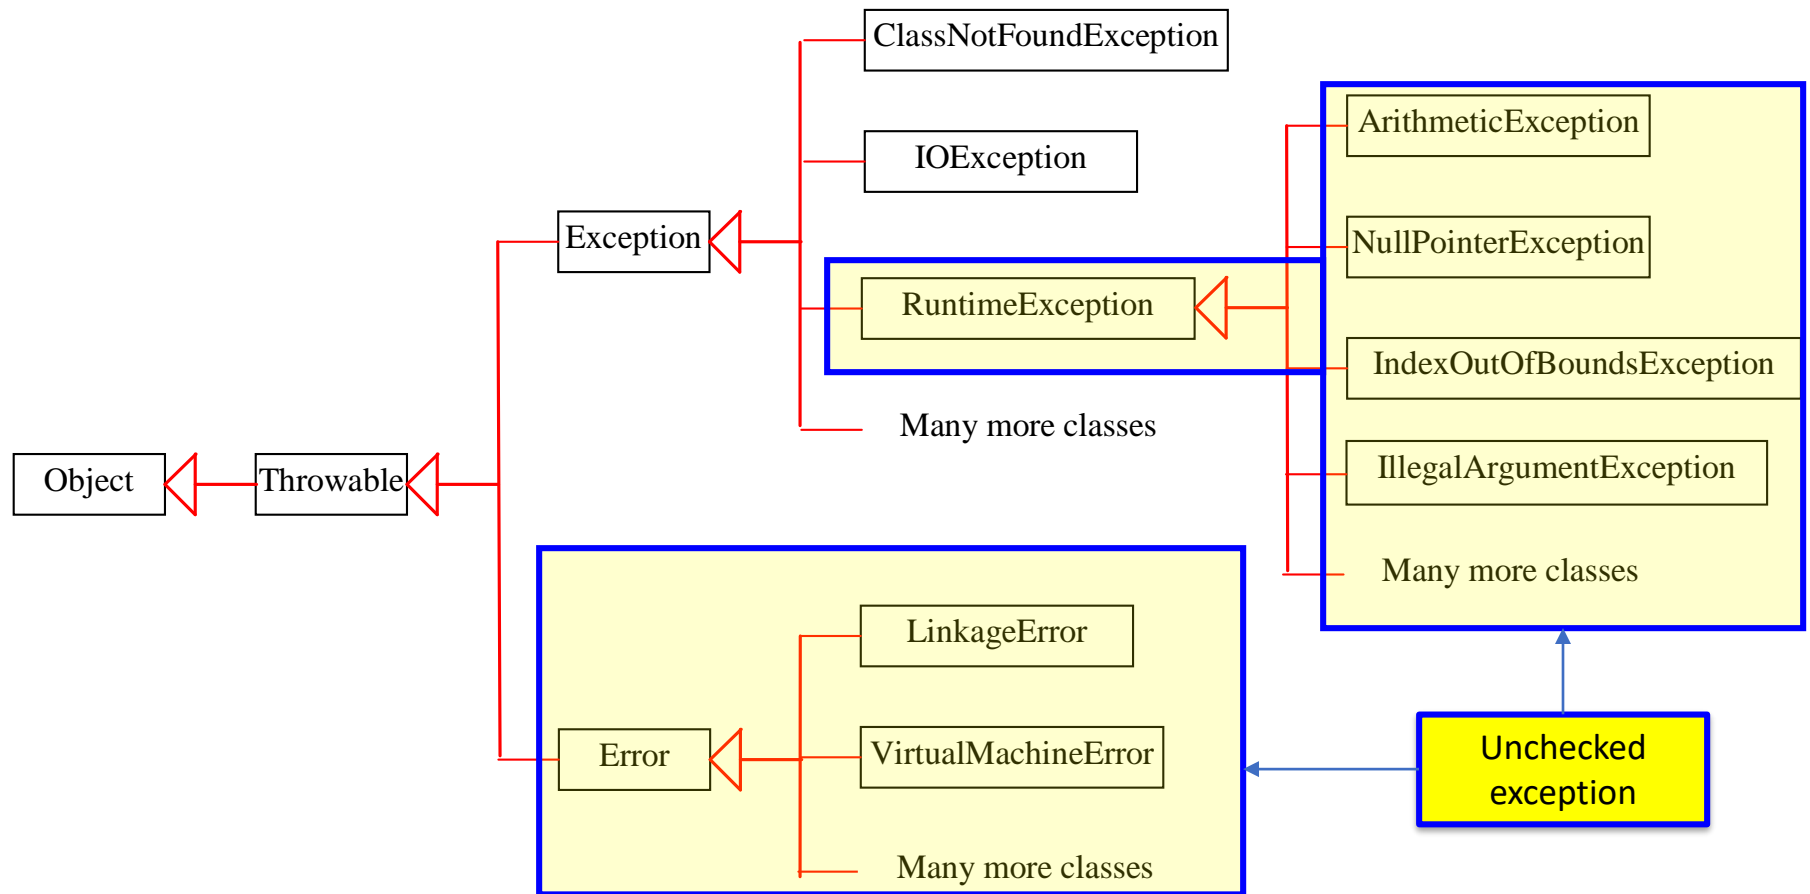 ClassNotFoundException
ArithmeticException
IOException
Exception
NullPointerException
RuntimeException
IndexOutOfBoundsException
Many more classes
Object
Throwable
IllegalArgumentException
Many more classes
LinkageError
Error
VirtualMachineError
Unchecked
exception
Many more classes